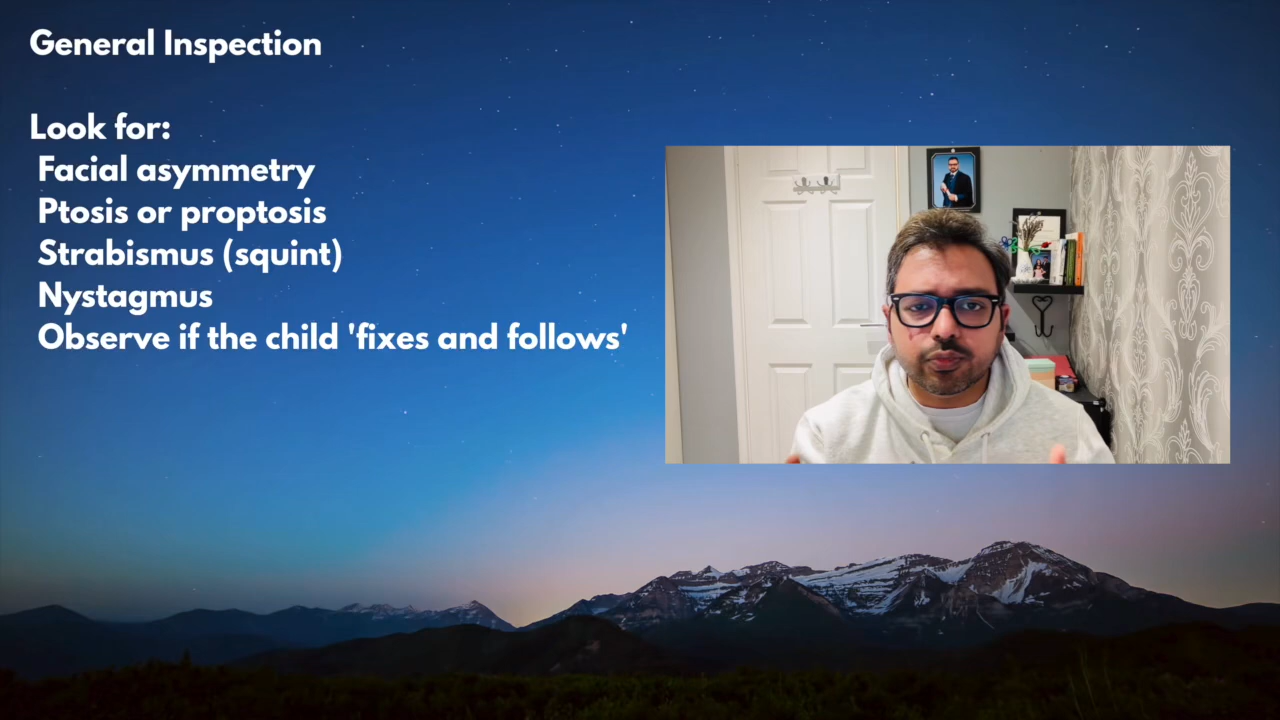 General Inspection
Look for:
Facial asymmetry
Ptosis or proptosis
Strabismus (squint)
Nystagmus
Observe if the child 'fixes and follows'